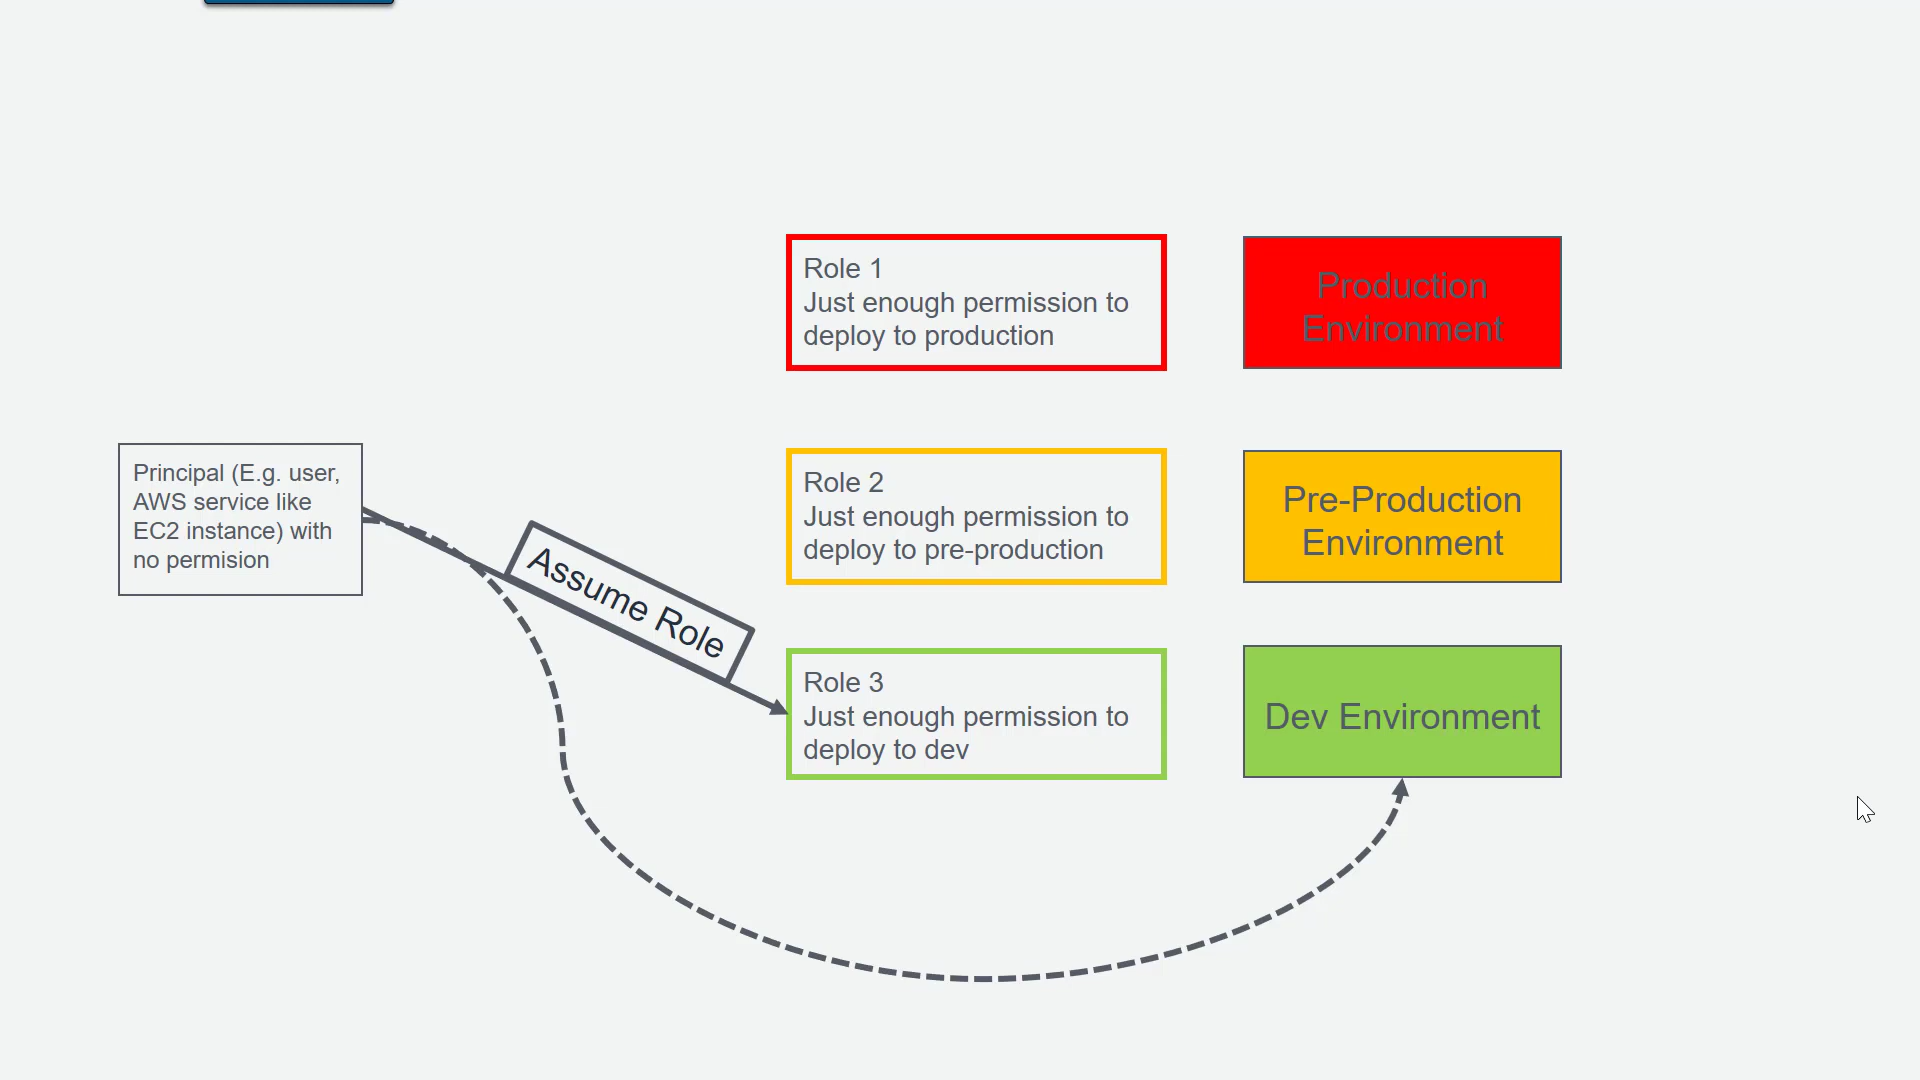 Role 1
Just enough permission to
deploy to production
Production
Environment
Principal (E.g. user,
AWS service like
EC2 instance) with
no permision
Assume Role
Role 2
Just enough permission to
deploy to pre-production
Pre-Production
Environment
Role 3
Just enough permission to
deploy to dev
Dev Environment